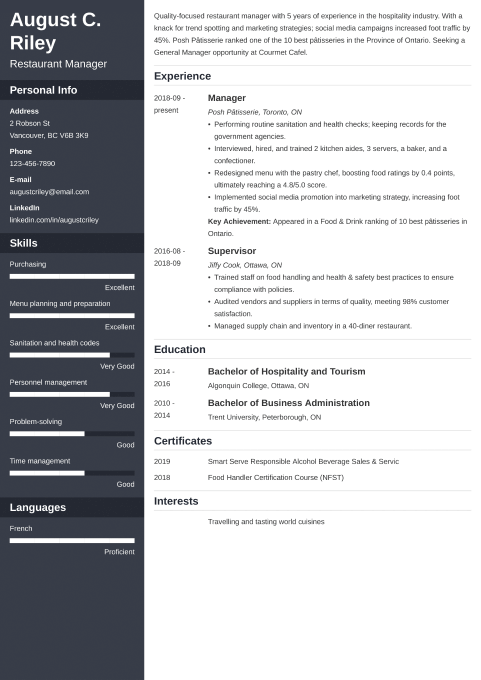 August C.
Riley
Restaurant Manager
Personal Info
Address
2 Robson St
Vancouver, BC V6B 3K9
Phone
123-456-7890
E-mail
augustcriley@email.com
LinkedIn
linkedin.com/in/augustcriley
Skills
Purchasing
Excellent
Menu planning and preparation
Excellent
Sanitation and health codes
Very Good
Personnel management
Very Good
Problem-solving
Good
Time management
Good
Languages
French
Proficient
Quality-focused restaurant manager with 5 years of experience in the hospitality industry. With a
knack for trend spotting and marketing strategies; social media campaigns increased foot traffic by
45%. Posh Pâtisserie ranked one of the 10 best pâtisseries in the Province of Ontario. Seeking a
General Manager opportunity at Gourmet Cafel.
Experience
2018-09 -
present
Manager
Posh Pâtisserie, Toronto, ON
• Performing routine sanitation and health checks; keeping records for the
government agencies.
• Interviewed, hired, and trained 2 kitchen aides, 3 servers, a baker, and a
confectioner.
• Redesigned menu with the pastry chef, boosting food ratings by 0.4 points,
ultimately reaching a 4.8/5.0 score.
• Implemented social media promotion into marketing strategy, increasing foot
traffic by 45%.
Key Achievement: Appeared in a Food & Drink ranking of 10 best pâtisseries in
Ontario.
2016-08 -
2018-09
Supervisor
Jiffy Cook, Ottawa, ON
• Trained staff on food handling and health & safety best practices to ensure
compliance with policies.
• Audited vendors and suppliers in terms of quality, meeting 98% customer
satisfaction.
• Managed supply chain and inventory in a 40-diner restaurant.
Education
2014 -
2016
Bachelor of Hospitality and Tourism
Algonquin College, Ottawa, ON
2010 -
2014
Bachelor of Business Administration
Trent University, Peterborough, ON
Certificates
2019 Smart Serve Responsible Alcohol Beverage Sales & Servic
2018 Food Handler Certification Course (NFST)
Interests
Travelling and tasting world cuisines